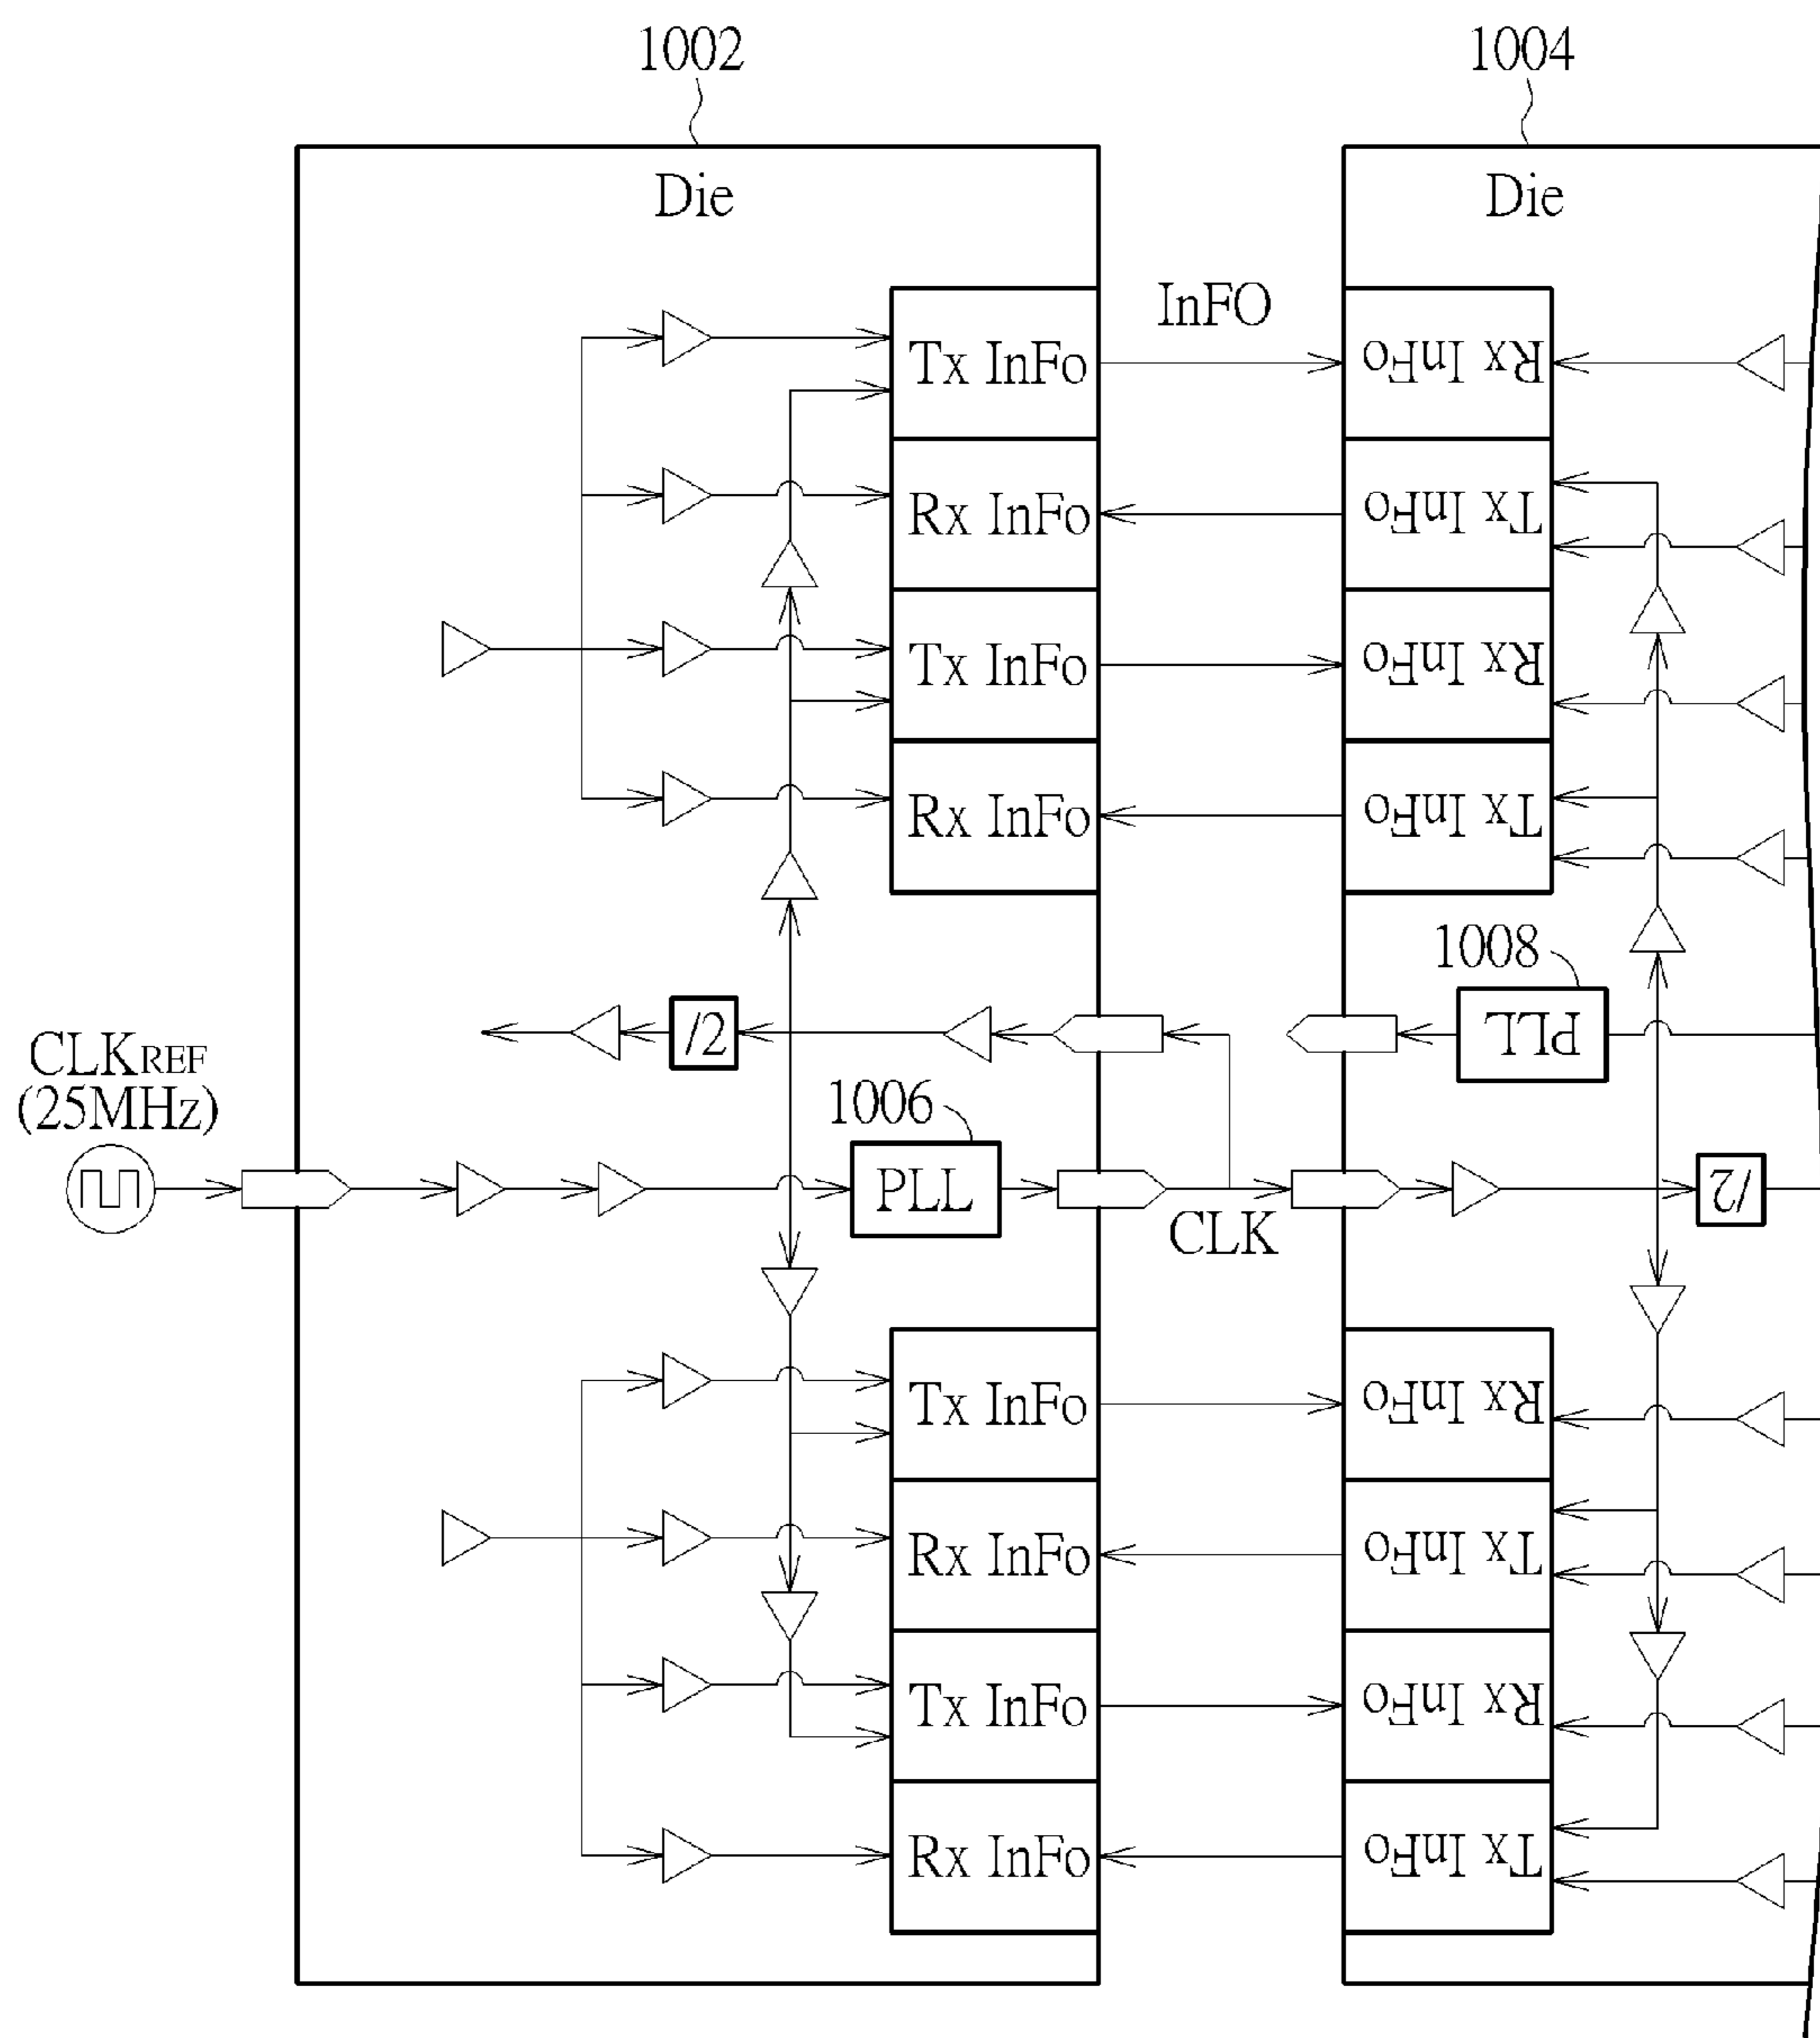 1002
1004
Die
Die
InFO
Tx InFo
Rx InFo
Rx InFo
Tx InFo
Tx InFo
Rx InFo
Rx InFo
Tx InFo
1008
/2
PLL
CLKREF
(25MHz)
1006
PLL
/2
CLK
Tx InFo
Rx InFo
Rx InFo
Tx InFo
Tx InFo
Rx InFo
Rx InFo
Tx InFo